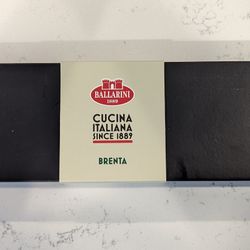 BALLARINI
1889
CUCINA
ITALIANA
SINCE 1889
BRENTA